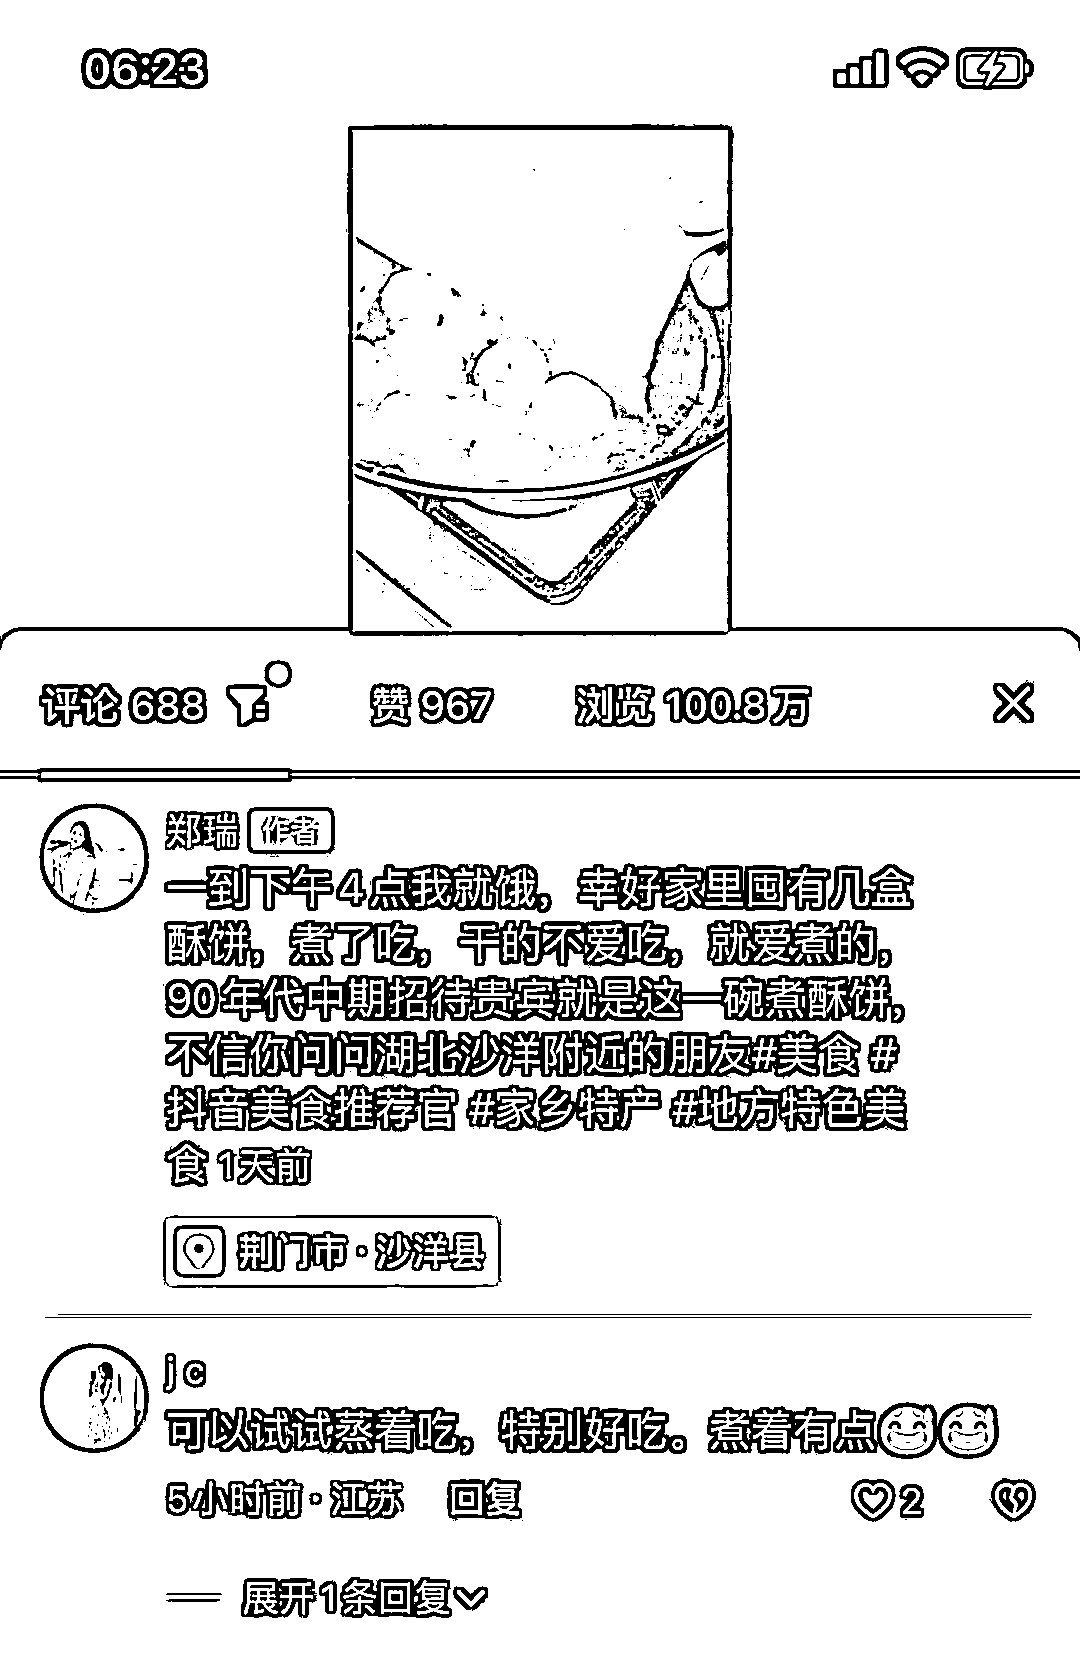 06:23
评论 688 赞 967 浏览 100.8万
郑瑞 作者
一到下午4点我就饿，幸好家里囤有几盒
酥饼，煮了吃，干的不爱吃，就爱煮的，
90年代中期招待贵宾就是这一碗煮酥饼，
不信你问问湖北沙洋附近的朋友#美食 #
抖音美食推荐官 #家乡特产 #地方特色美
食 1天前
荆门市·沙洋县
j c
可以试试蒸着吃，特别好吃。煮着有点😅😅
5小时前·江苏 回复 2
展开1条回复